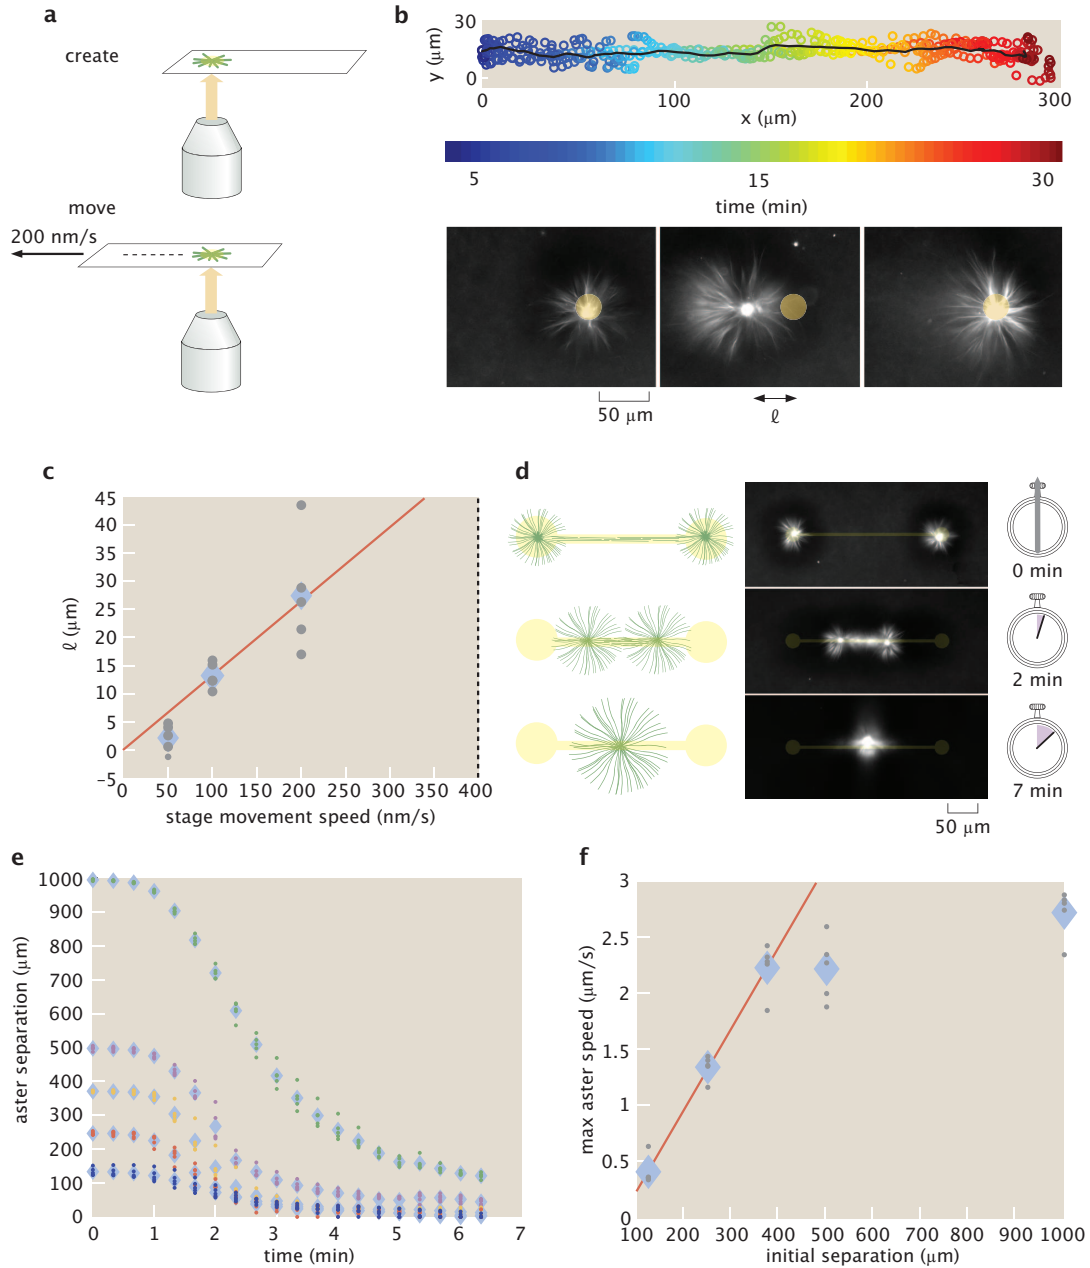 a
create
move
200 nm/s
b
30
0
y (μm)
0
100
200
300
x (μm)
5
15
30
time (min)
50 μm
ℓ
c
45
40
35
30
25
20
15
10
5
0
–5
ℓ (μm)
0 50 100 150 200 250 300 350 400
stage movement speed (nm/s)
d
0 min
2 min
7 min
50 μm
e
1000
900
800
700
600
500
400
300
200
100
0
aster separation (μm)
0 1 2 3 4 5 6 7
time (min)
f
3
2.5
2
1.5
1
0.5
0
max aster speed (μm/s)
100 200 300 400 500 600 700 800 900 1000
initial separation (μm)